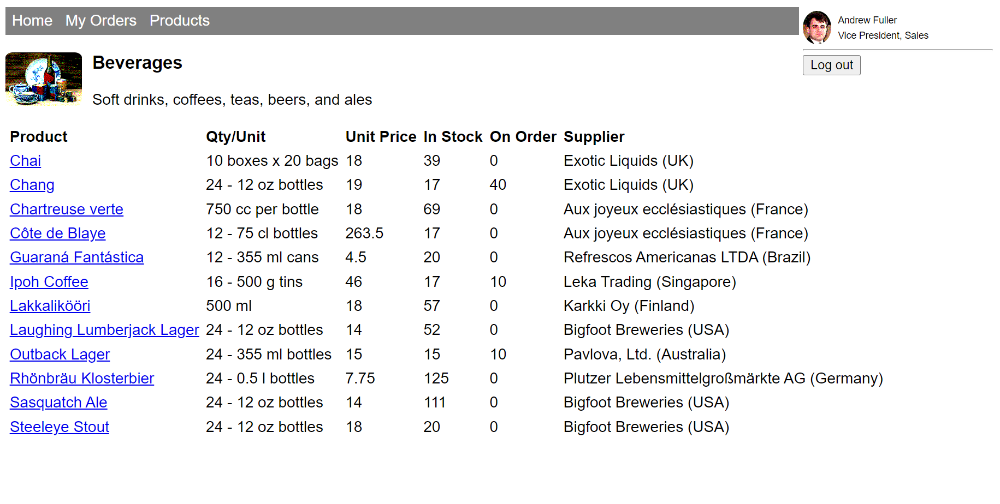 Home My Orders Products
Andrew Fuller
Vice President, Sales
Log out
Beverages
Soft drinks, coffees, teas, beers, and ales
Product Qty/Unit Unit Price In Stock On Order Supplier
Chai 10 boxes x 20 bags 18 39 0 Exotic Liquids (UK)
Chang 24 - 12 oz bottles 19 17 40 Exotic Liquids (UK)
Chartreuse verte 750 cc per bottle 18 69 0 Aux joyeux ecclésiastiques (France)
Côte de Blaye 12 - 75 cl bottles 263.5 17 0 Aux joyeux ecclésiastiques (France)
Guaraná Fantástica 12 - 355 ml cans 4.5 20 0 Refrescos Americanas LTDA (Brazil)
Ipoh Coffee 16 - 500 g tins 46 17 10 Leka Trading (Singapore)
Lakkalikööri 500 ml 18 57 0 Karkki Oy (Finland)
Laughing Lumberjack Lager 24 - 12 oz bottles 14 52 0 Bigfoot Breweries (USA)
Outback Lager 24 - 355 ml bottles 15 15 10 Pavlova, Ltd. (Australia)
Rhönbräu Klosterbier 24 - 0.5 l bottles 7.75 125 0 Plutzer Lebensmittelgroßmärkte AG (Germany)
Sasquatch Ale 24 - 12 oz bottles 14 111 0 Bigfoot Breweries (USA)
Steeleye Stout 24 - 12 oz bottles 18 20 0 Bigfoot Breweries (USA)